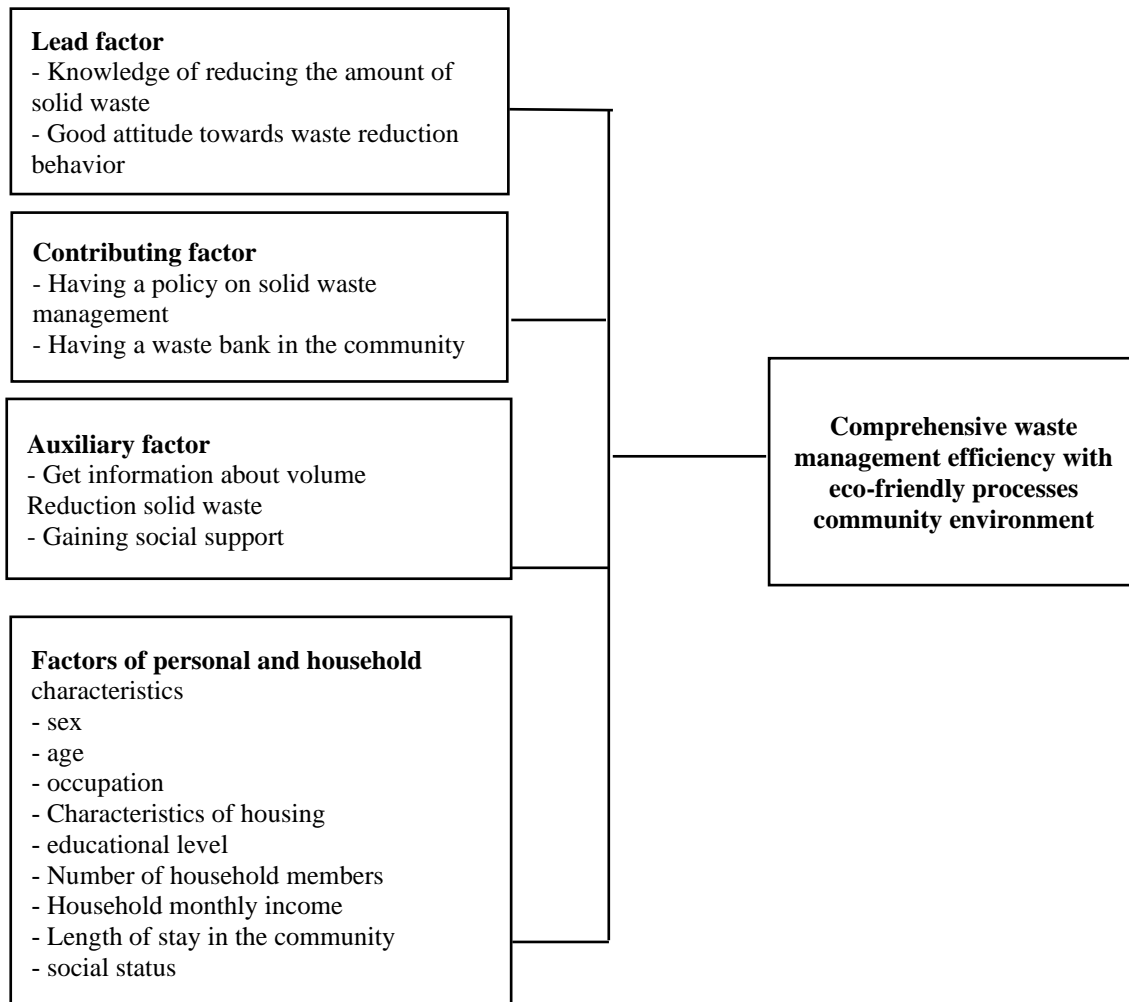 Lead factor
- Knowledge of reducing the amount of
solid waste
- Good attitude towards waste reduction
behavior
Contributing factor
- Having a policy on solid waste
management
- Having a waste bank in the community
Auxiliary factor
- Get information about volume
Reduction solid waste
- Gaining social support
Factors of personal and household
characteristics
- sex
- age
- occupation
- Characteristics of housing
- educational level
- Number of household members
- Household monthly income
- Length of stay in the community
- social status
Comprehensive waste
management efficiency with
eco-friendly processes
community environment